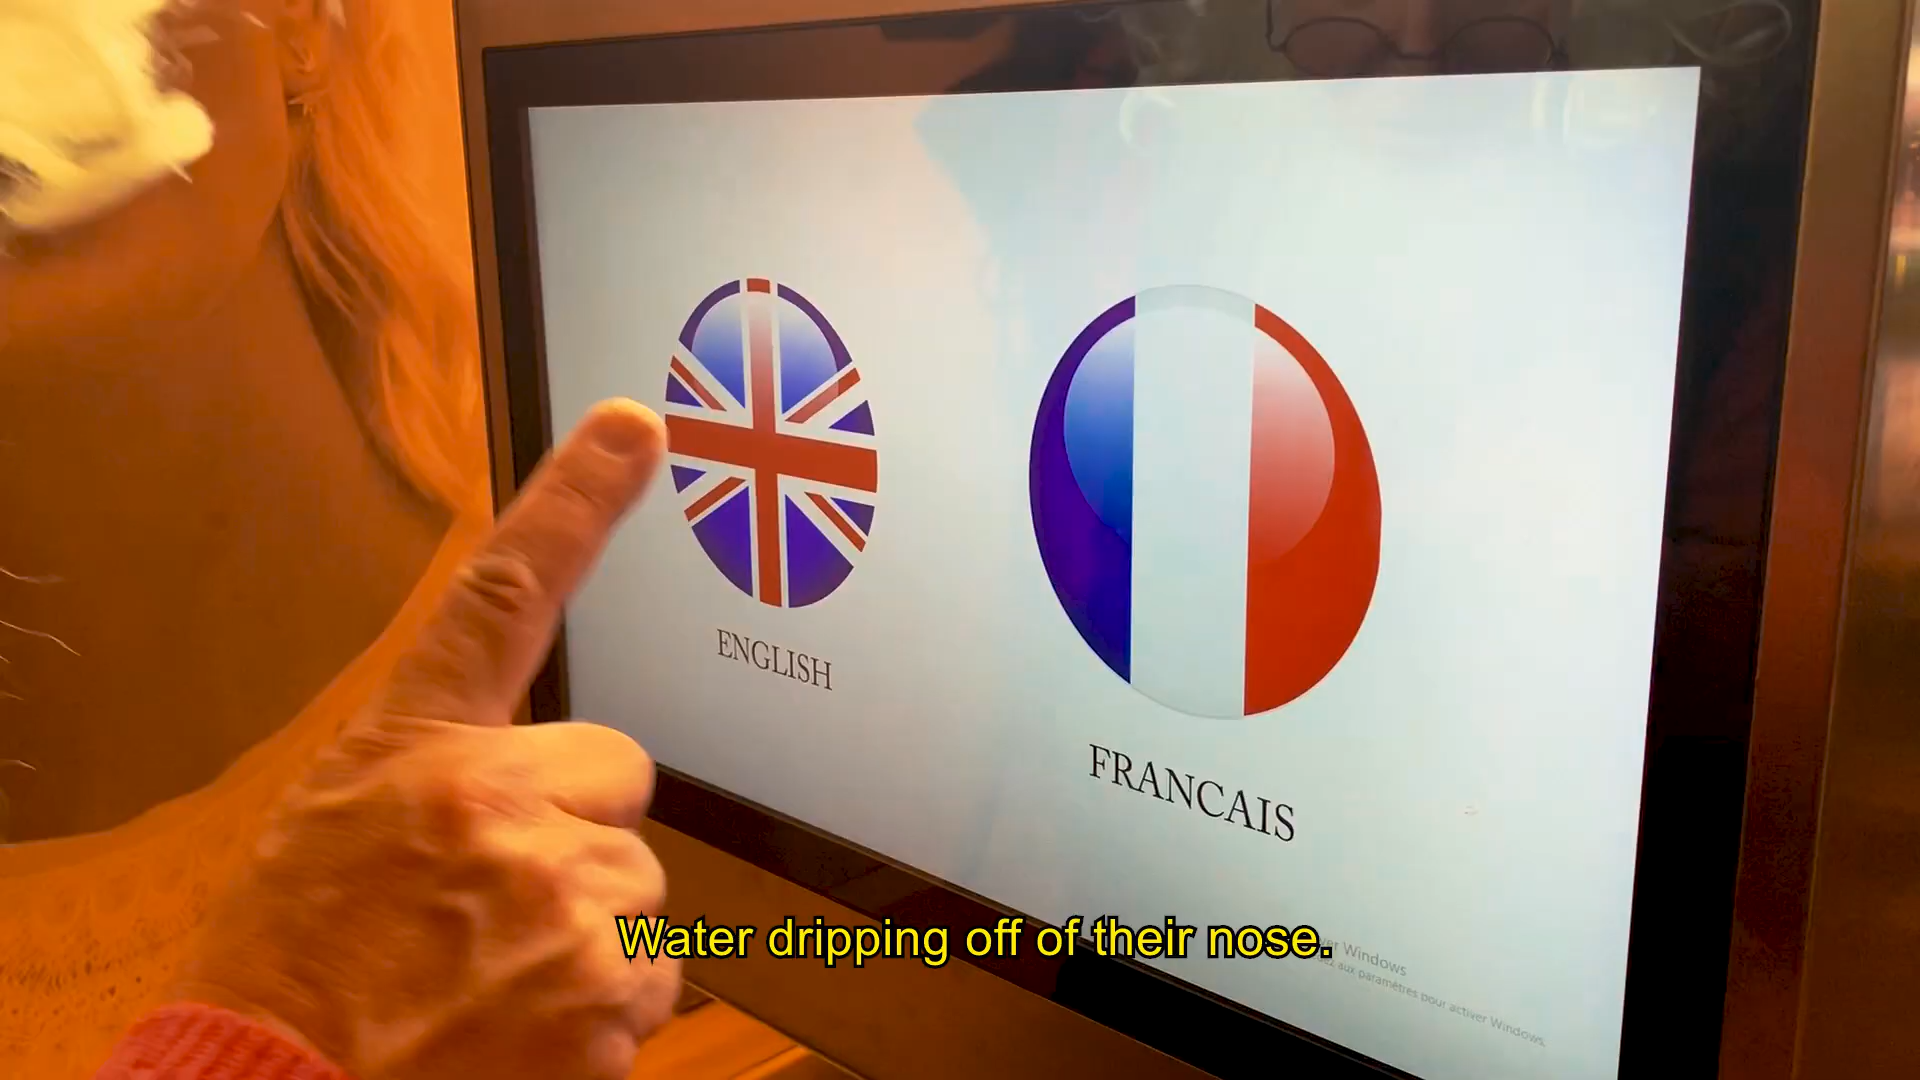 ENGLISH
FRANCAIS
Water dripping off of their nose.
Windows
aux paramètres pour activer Windows.